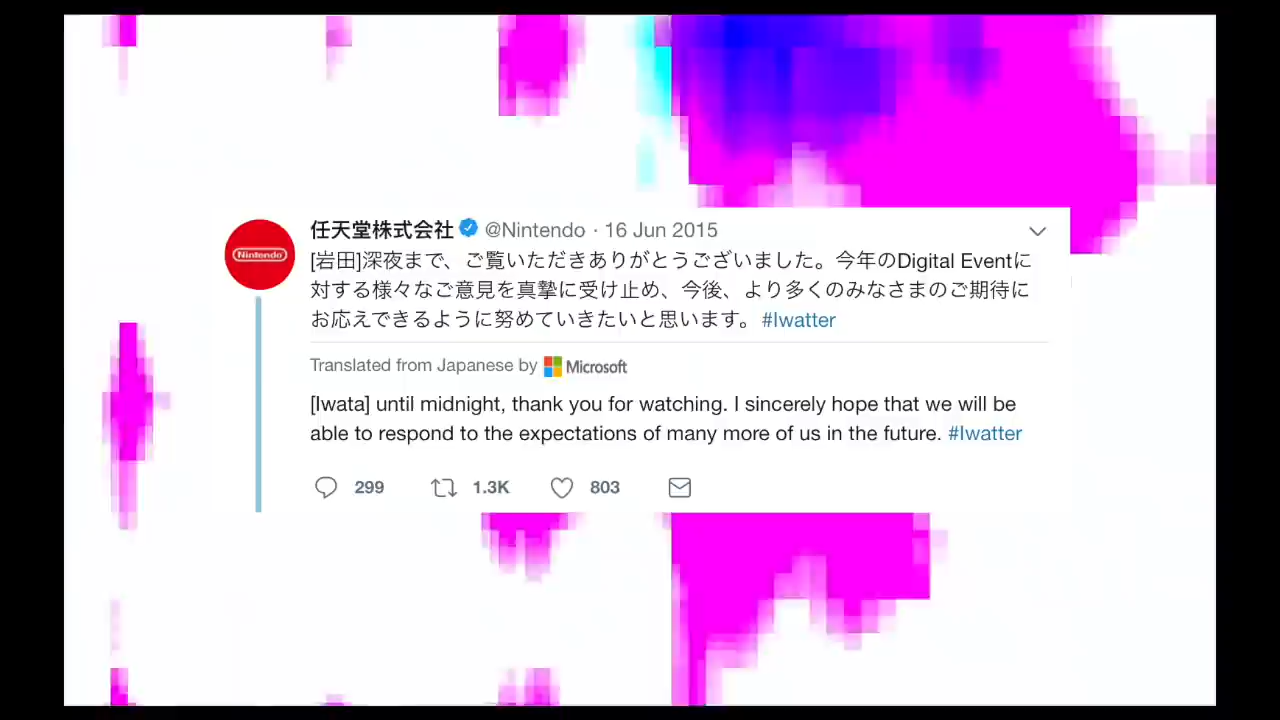 Nintendo
任天堂株式会社 @Nintendo · 16 Jun 2015
[岩田]深夜まで、ご覧いただきありがとうございました。今年のDigital Eventに
対する様々なご意見を真摯に受け止め、今後、より多くのみなさまのご期待に
お応えできるように努めていきたいと思います。 #Iwatter
Translated from Japanese by Microsoft
[Iwata] until midnight, thank you for watching. I sincerely hope that we will be
able to respond to the expectations of many more of us in the future. #Iwatter
299 1.3K 803